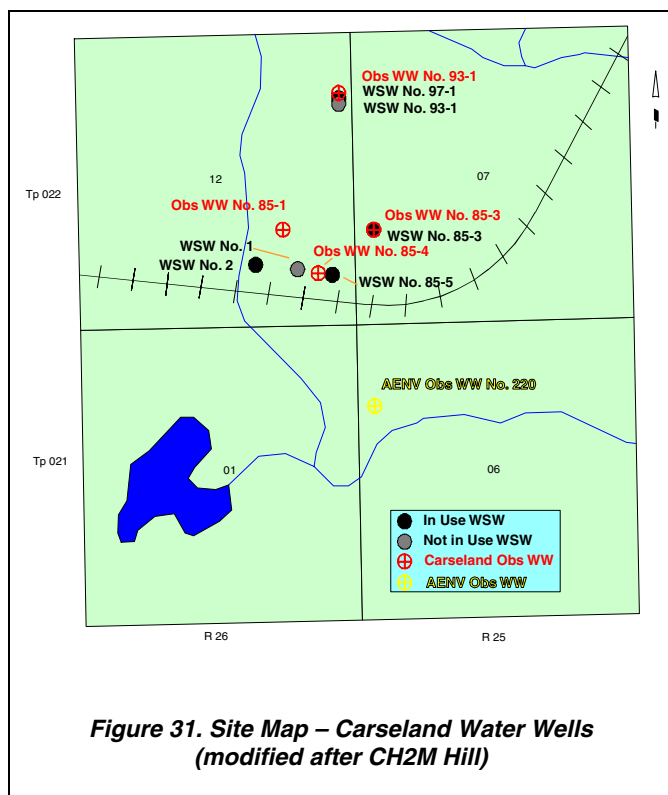 Obs WW No. 93-1
WSW No. 97-1
WSW No. 93-1
12
07
Tp 022
Obs WW No. 85-1
Obs WW No. 85-3
WSW No. 85-3
WSW No. 1
Obs WW No. 85-4
WSW No. 2
WSW No. 85-5
AENV Obs WW No. 220
Tp 021
01
06
In Use WSW
Not in Use WSW
Carseland Obs WW
AENV Obs WW
R 26
R 25
Figure 31. Site Map – Carseland Water Wells
(modified after CH2M Hill)